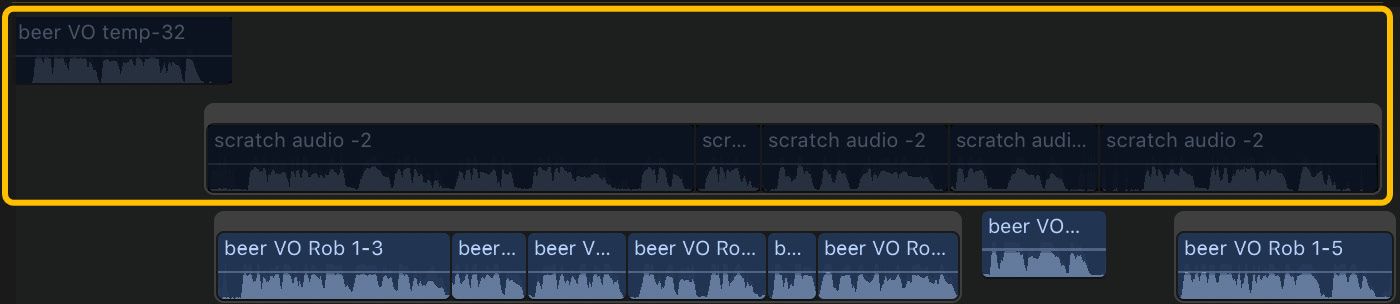 beer VO temp-32
scratch audio -2 scr... scratch audio -2 scratch audi... scratch audio -2
beer VO Rob 1-3 beer... beer V... beer VO Ro... b... beer VO Ro... beer VO... beer VO Rob 1-5